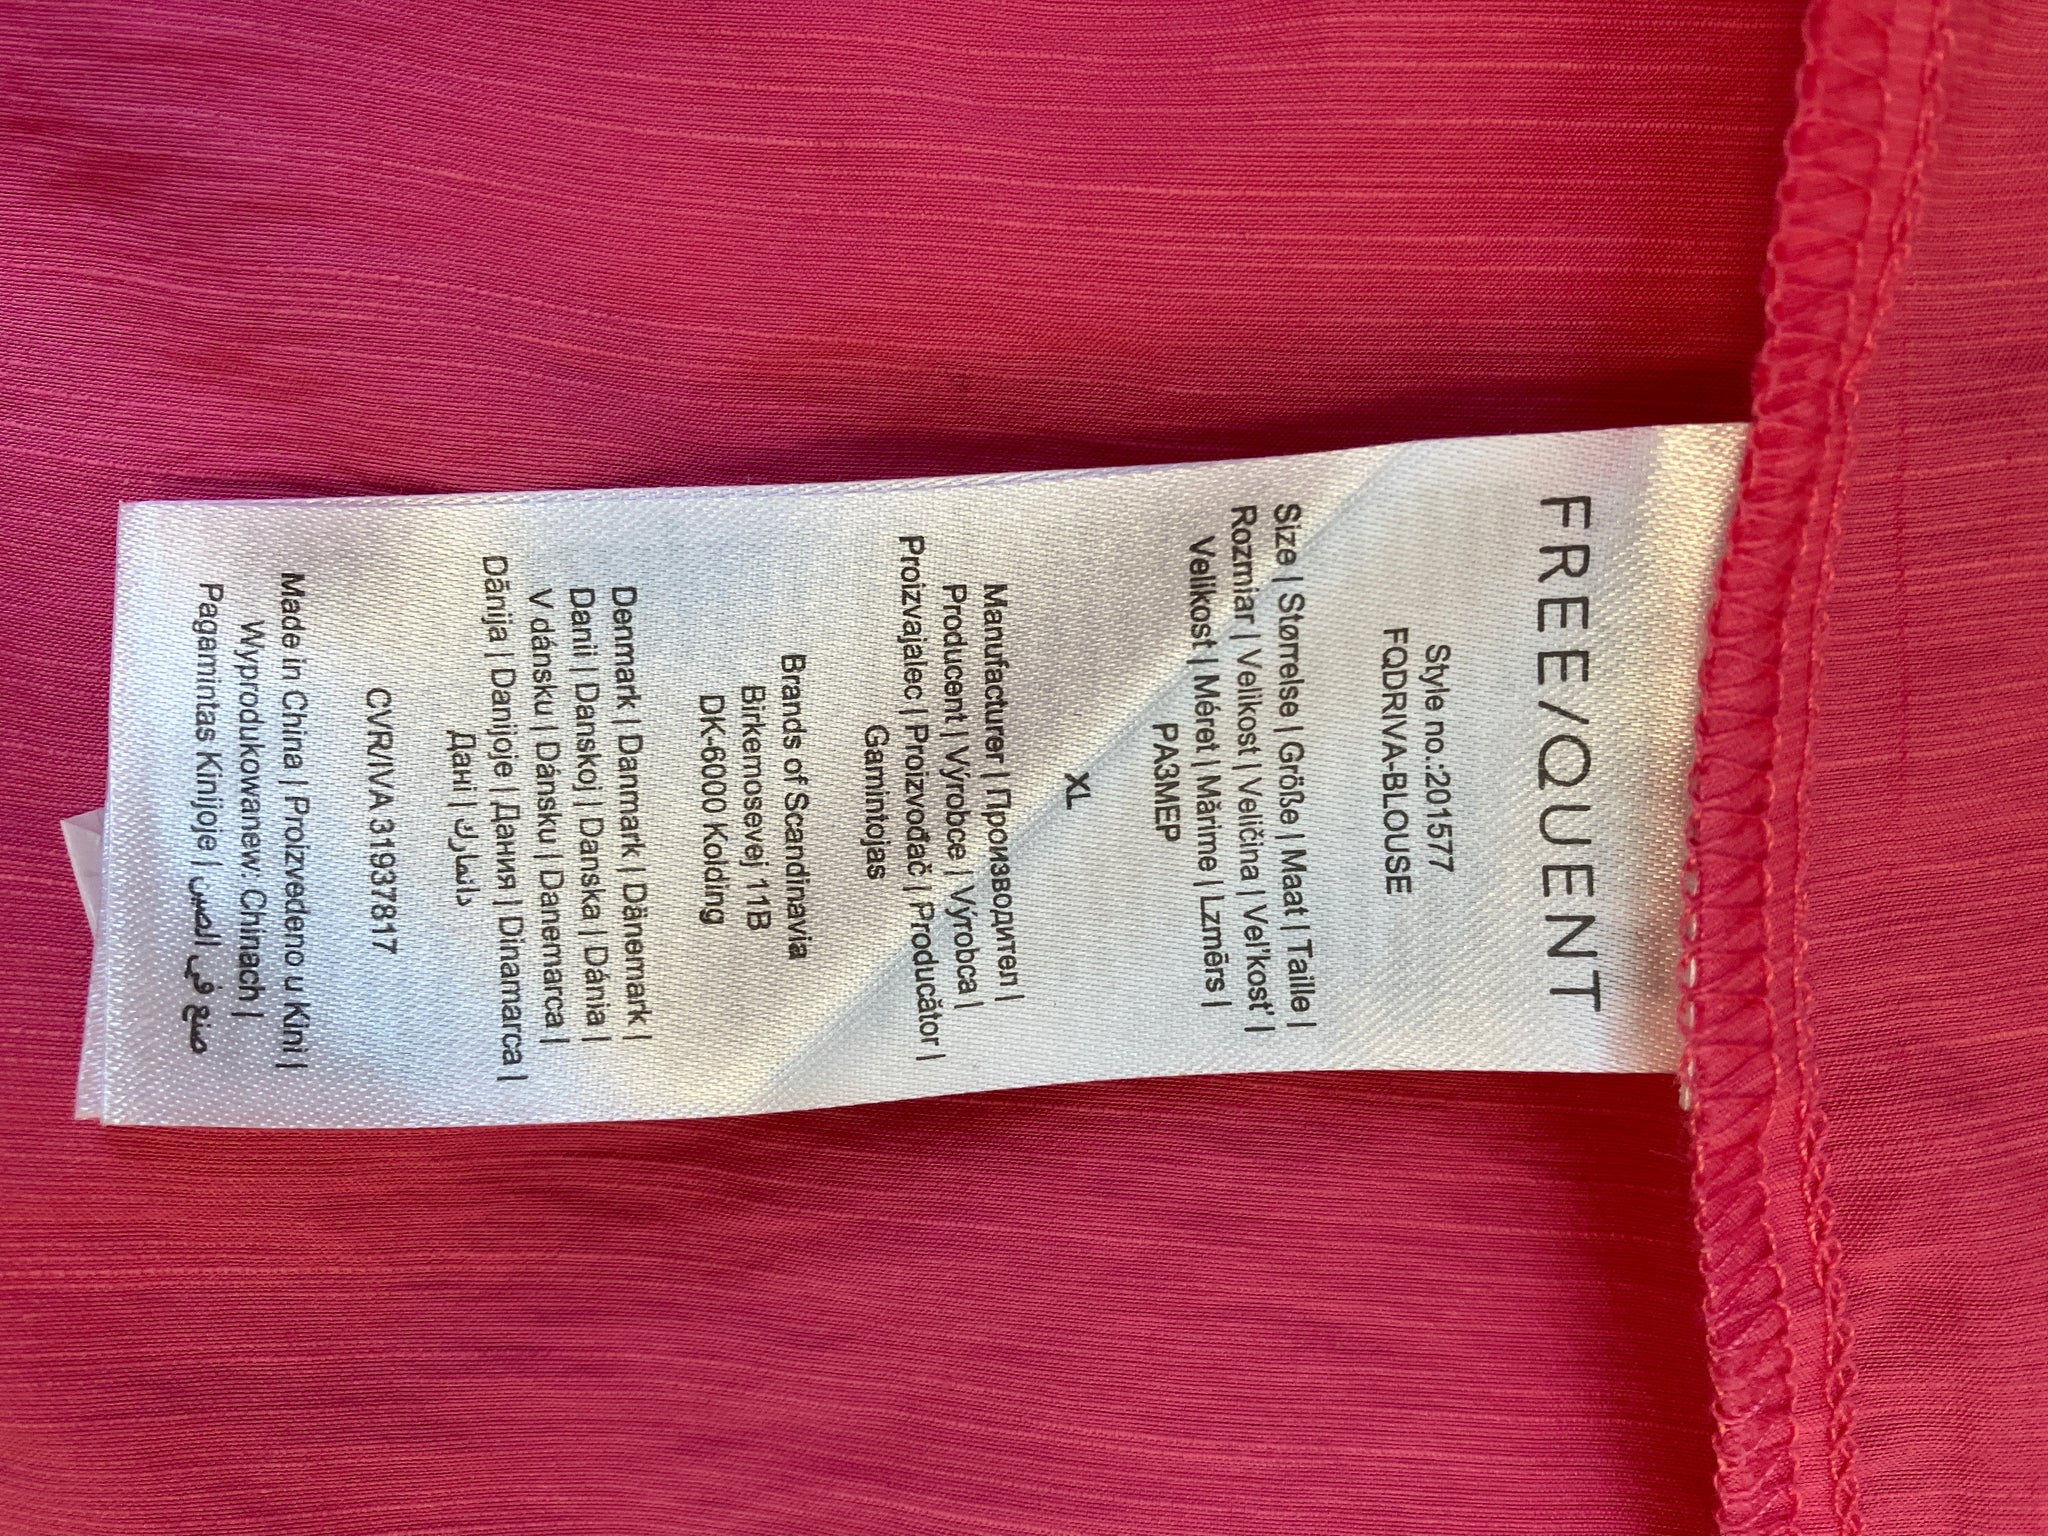 FREE/QUENT
Style no.:201577
FQDRIVA-BLOUSE
Size | Størrelse | Größe | Maat | Taille |
Rozmiar | Velikost | Veličina | Vel'kost' |
Velikost | Méret | Mărime | Lzmērs |
PA3MEP
XL
Manufacturer | Производител |
Producent | Výrobce | Výrobca |
Proizvajalec | Proizvođač | Producător |
Gamintojas
Brands of Scandinavia
Birkemosevej 11B
DK-6000 Kolding
Denmark | Danmark | Dänemark |
Danii | Danskoj | Danska | Dánia |
V dánsku | Dánsku | Danemarca |
Dānija | Danijoje | Дания | Dinamarca |
Дані | دانمارك
CVR/IVA 31937817
Made in China | Proizvedeno u Kini |
Wyprodukowanew. Chinach |
Pagamintas Kinijoje | صنع في الصين